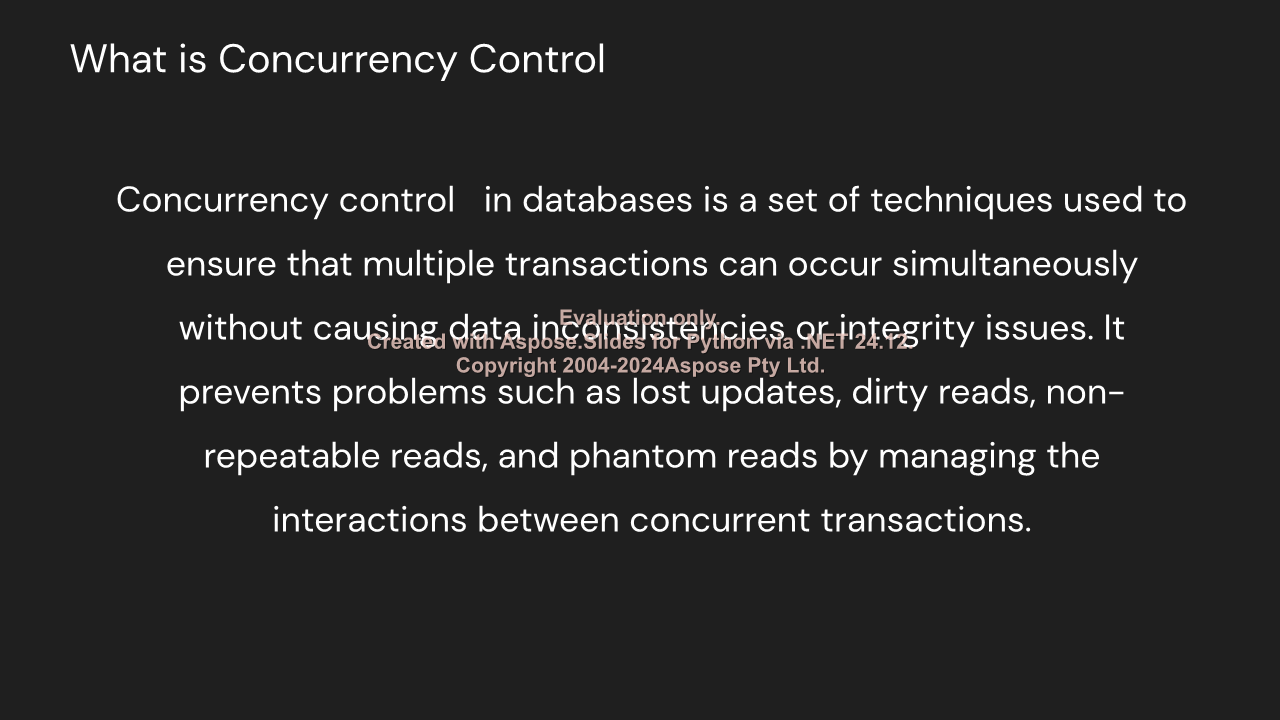 What is Concurrency Control
Concurrency control   in databases is a set of techniques used to
ensure that multiple transactions can occur simultaneously
without causing data inconsistencies or integrity issues. It
prevents problems such as lost updates, dirty reads, non-
repeatable reads, and phantom reads by managing the
interactions between concurrent transactions.
Evaluation only.
Created with Aspose.Slides for Python via .NET 24.12.
Copyright 2004-2024Aspose Pty Ltd.